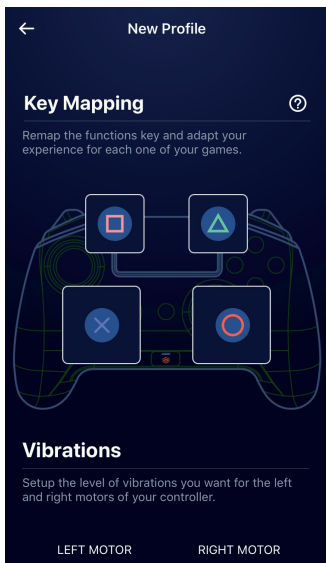 New Profile
Key Mapping
Remap the functions key and adapt your
experience for each one of your games.
Vibrations
Setup the level of vibrations you want for the left
and right motors of your controller.
LEFT MOTOR RIGHT MOTOR